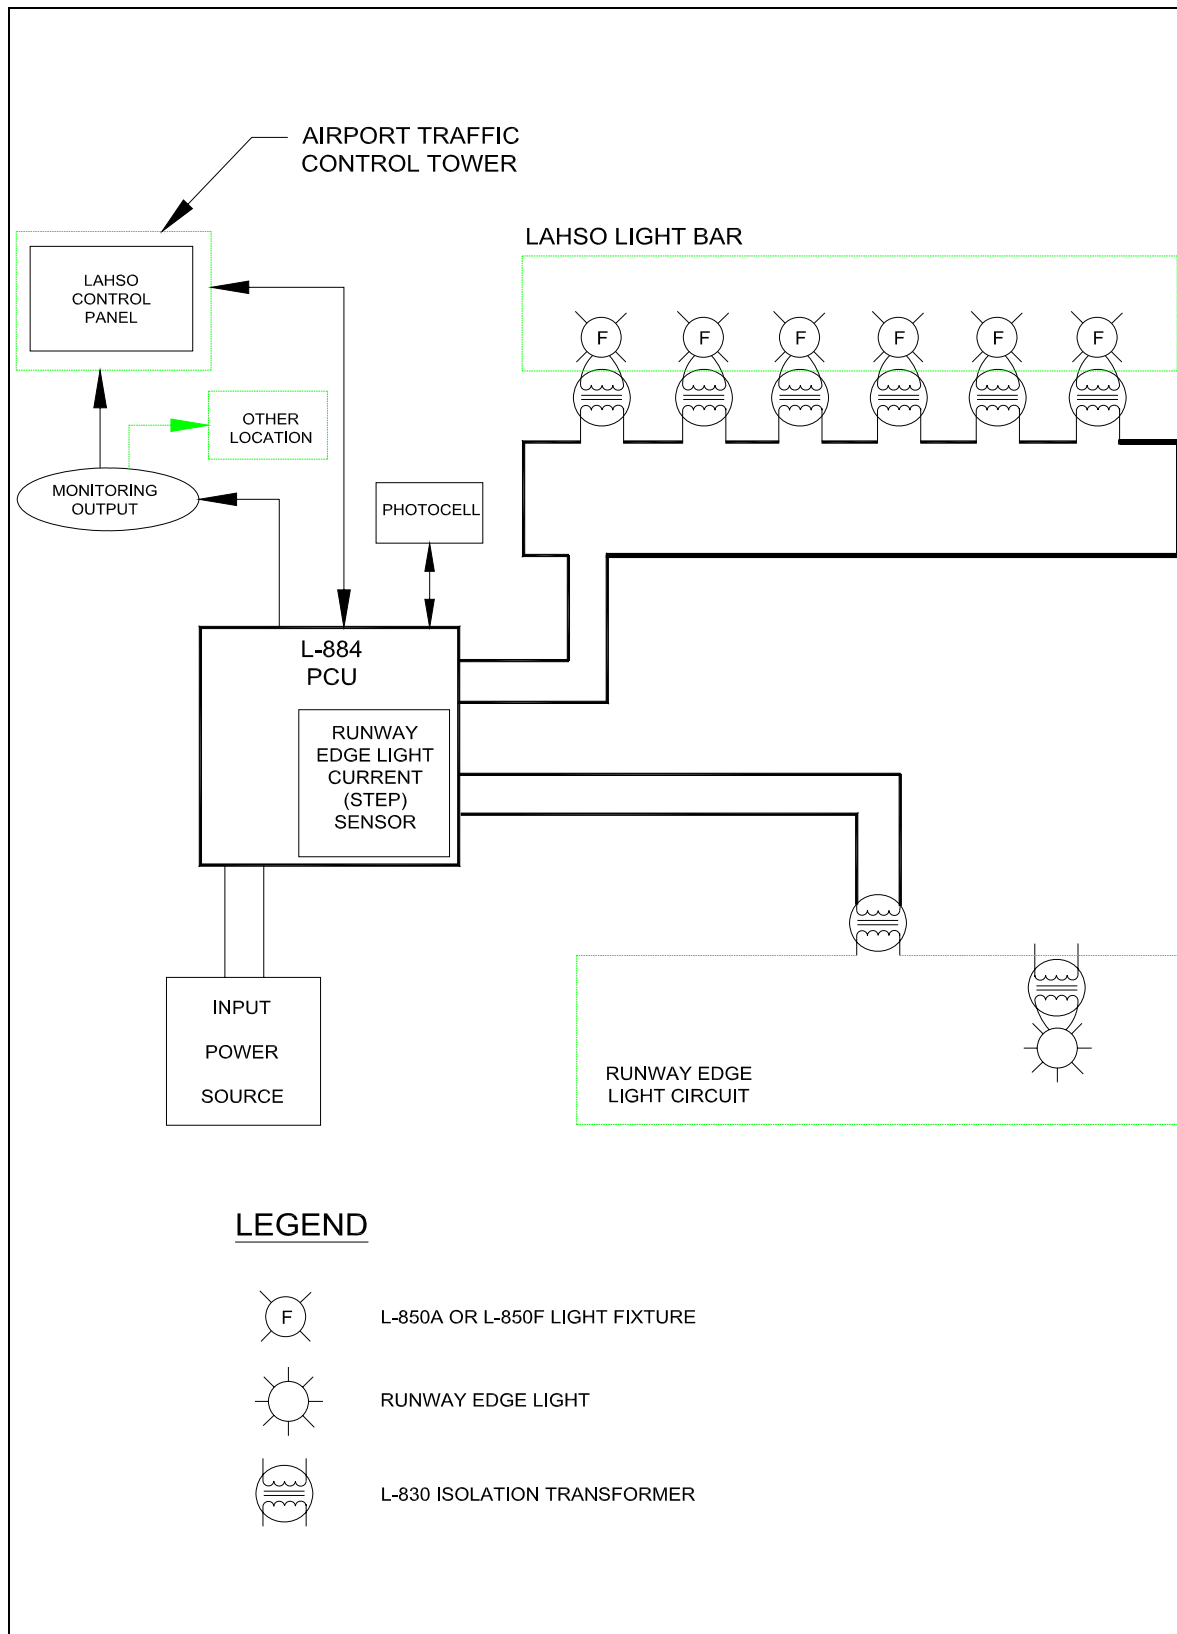 AIRPORT TRAFFIC
CONTROL TOWER
LAHSO LIGHT BAR
LAHSO
CONTROL
PANEL
F F F F F F
OTHER
LOCATION
MONITORING
OUTPUT
PHOTOCELL
L-884
PCU
RUNWAY
EDGE LIGHT
CURRENT
(STEP)
SENSOR
INPUT
POWER
SOURCE
RUNWAY EDGE
LIGHT CIRCUIT
LEGEND
F L-850A OR L-850F LIGHT FIXTURE
RUNWAY EDGE LIGHT
L-830 ISOLATION TRANSFORMER